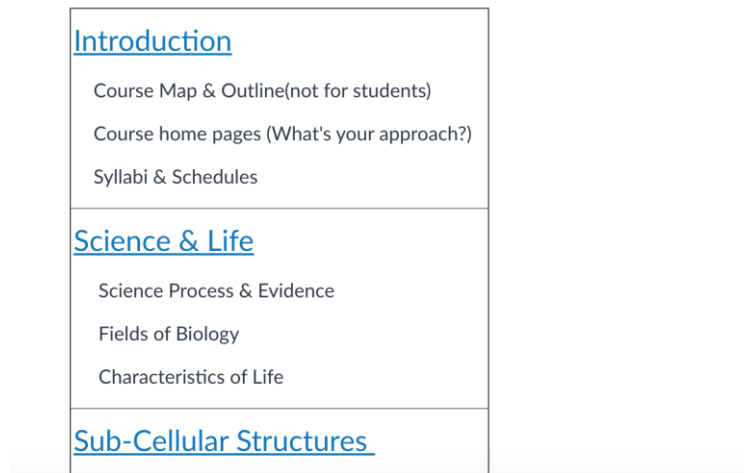 Introduction
Course Map & Outline(not for students)
Course home pages (What's your approach?)
Syllabi & Schedules
Science & Life
Science Process & Evidence
Fields of Biology
Characteristics of Life
Sub-Cellular Structures